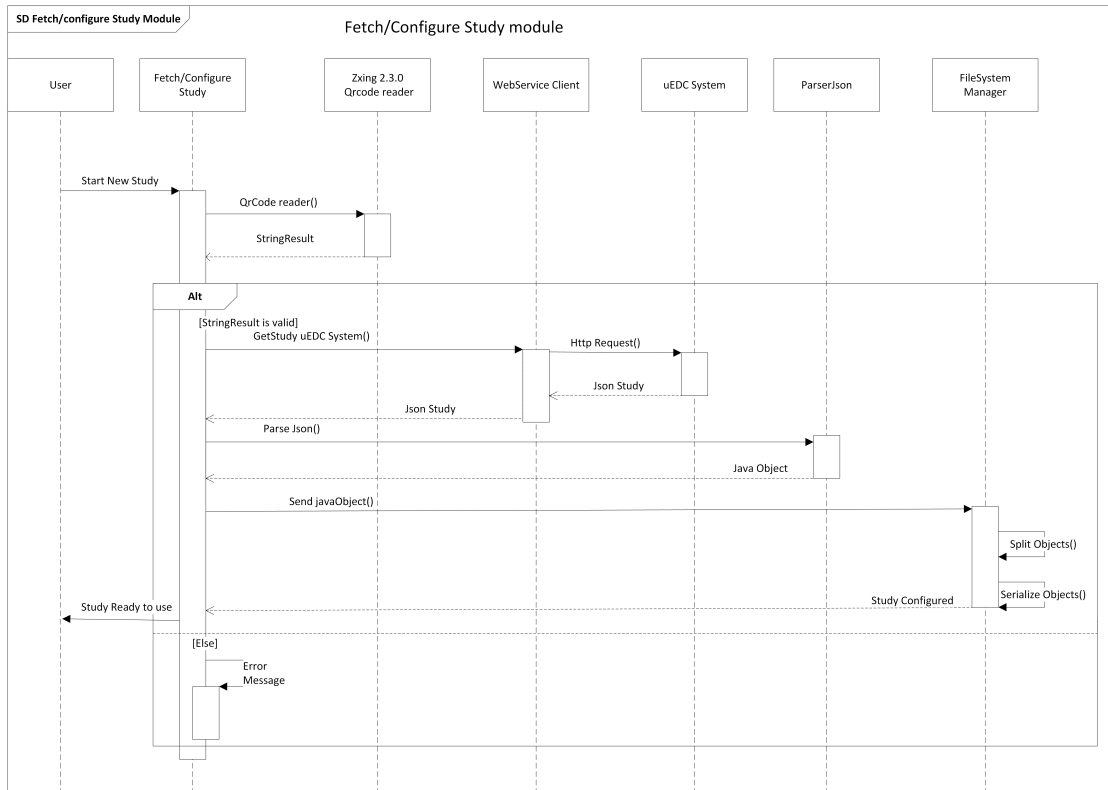 SD Fetch/configure Study Module
Fetch/Configure Study module
User
Fetch/Configure
Study
Zxing 2.3.0
Qrcode reader
WebService Client
uEDC System
ParserJson
FileSystem
Manager
Start New Study
QrCode reader()
StringResult
Alt
[StringResult is valid]
GetStudy uEDC System()
Http Request()
Json Study
Json Study
Parse Json()
Java Object
Send javaObject()
Split Objects()
Serialize Objects()
Study Configured
Study Ready to use
[Else]
Error
Message